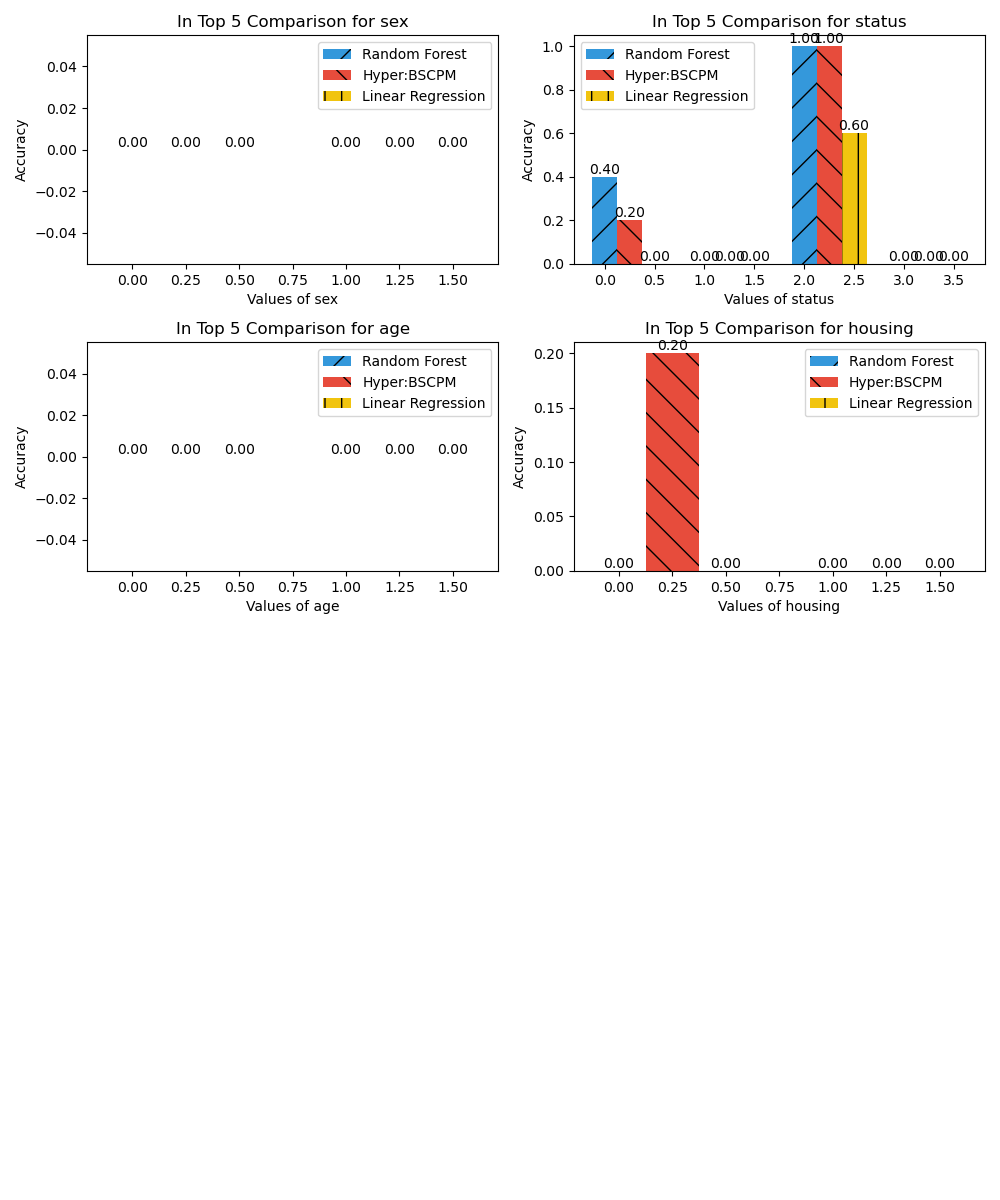 In Top 5 Comparison for sex
Random Forest
Hyper:BSCPM
Linear Regression
0.04
0.02
0.00
−0.02
−0.04
Accuracy
0.00 0.00 0.00 0.00 0.00 0.00
0.00 0.25 0.50 0.75 1.00 1.25 1.50
Values of sex
In Top 5 Comparison for status
Random Forest
Hyper:BSCPM
Linear Regression
1.0
0.8
0.6
0.4
0.2
0.0
Accuracy
1.00 1.00
0.60
0.40
0.20
0.00 0.00 0.00 0.00 0.00 0.00 0.00
0.0 0.5 1.0 1.5 2.0 2.5 3.0 3.5
Values of status
In Top 5 Comparison for age
Random Forest
Hyper:BSCPM
Linear Regression
0.04
0.02
0.00
−0.02
−0.04
Accuracy
0.00 0.00 0.00 0.00 0.00 0.00
0.00 0.25 0.50 0.75 1.00 1.25 1.50
Values of age
In Top 5 Comparison for housing
Random Forest
Hyper:BSCPM
Linear Regression
0.20
0.15
0.10
0.05
0.00
Accuracy
0.20
0.00 0.00 0.00 0.00 0.00
0.00 0.25 0.50 0.75 1.00 1.25 1.50
Values of housing